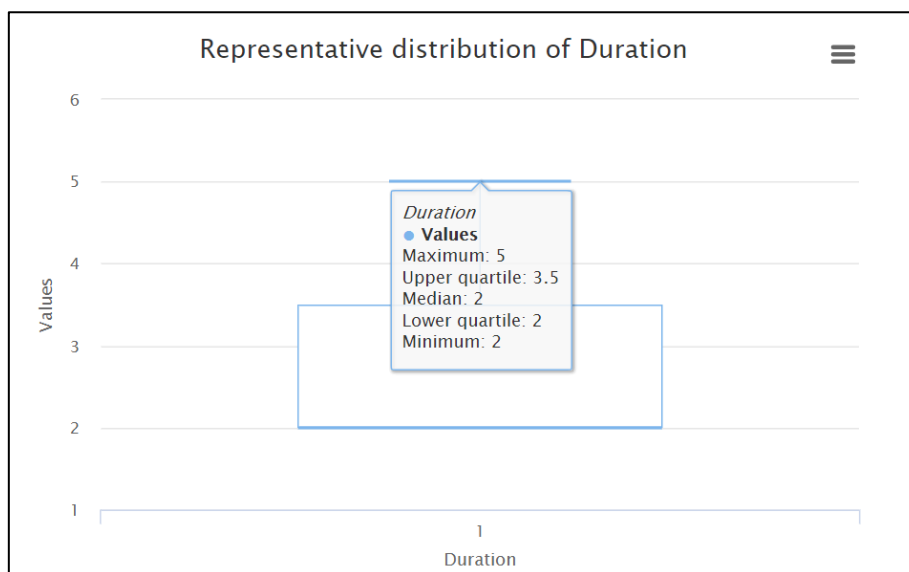 Representative distribution of Duration
6
5
4
3
2
1
Values
Duration
● Values
Maximum: 5
Upper quartile: 3.5
Median: 2
Lower quartile: 2
Minimum: 2
1
Duration